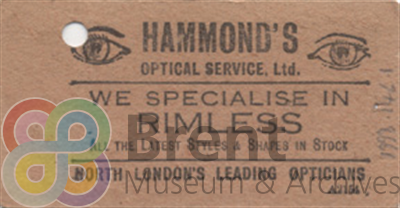 HAMMOND'S
OPTICAL SERVICE, Ltd.
WE SPECIALISE IN
RIMLESS
ALL THE LATEST STYLES & SHAPES IN STOCK
NORTH LONDON'S LEADING OPTICIANS
Brent
Museum & Archives